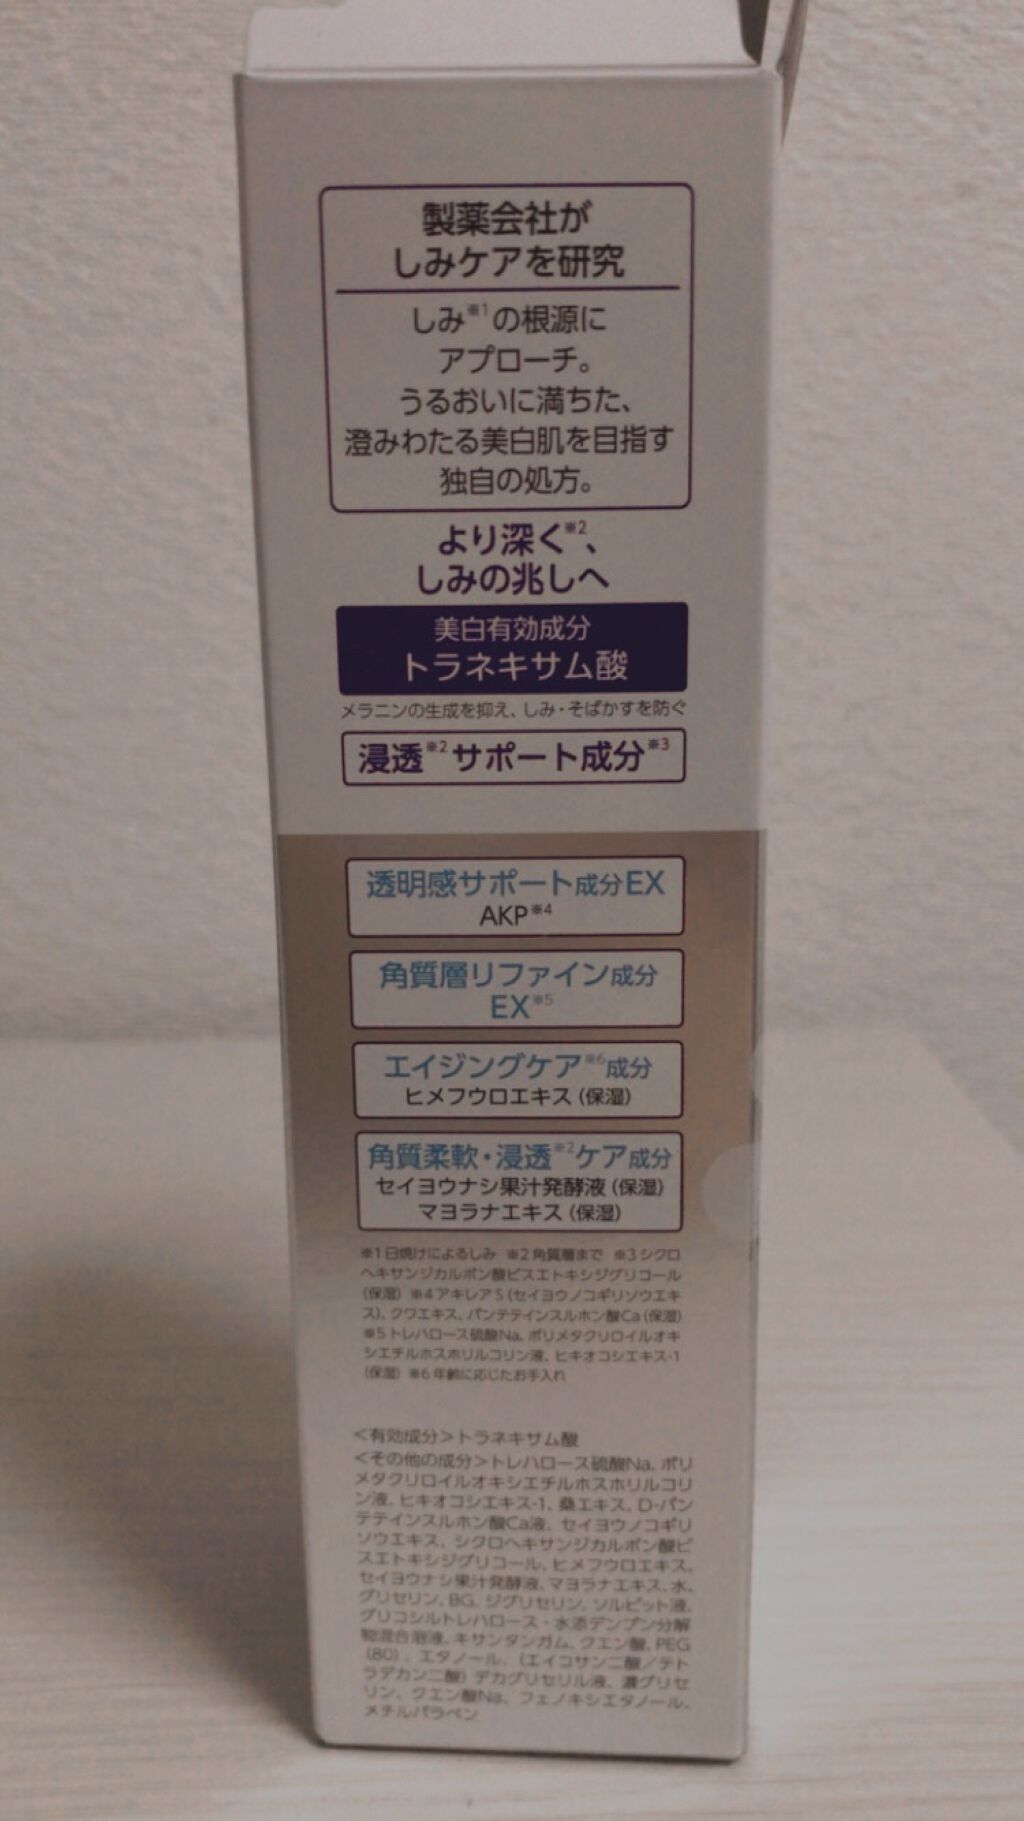 製薬会社が
しみケアを研究
しみ※1の根源に
アプローチ。
うるおいに満ちた、
澄みわたる美白肌を目指す
独自の処方。
より深く※2、
しみの兆しへ
美白有効成分
トラネキサム酸
メラニンの生成を抑え、しみ・そばかすを防ぐ
浸透※2サポート成分※3
透明感サポート成分EX
AKP※4
角質層リファイン成分
EX※5
エイジングケア※6成分
ヒメフウロエキス(保湿)
角質柔軟・浸透※2ケア成分
セイヨウナシ果汁発酵液(保湿)
マヨラナエキス(保湿)
※1日焼けによるしみ ※2角質層まで ※3シクロ
ヘキサンジカルボン酸ビスエトキシジグリコール
(保湿) ※4アキレアS(セイヨウノコギリソウエキ
ス)、クワエキス、パンテテインスルホン酸Ca(保湿)
※5トレハロース硫酸Na、ポリメタクリロイルオキ
シエチルホスホリルコリン液、ヒキオコシエキス-1
(保湿) ※6年齢に応じたお手入れ
<有効成分>トラネキサム酸
<その他の成分>トレハロース硫酸Na、ポリ
メタクリロイルオキシエチルホスホリルコリ
ン液、ヒキオコシエキス-1、桑エキス、D-パン
テテインスルホン酸Ca液、セイヨウノコギリ
ソウエキス、シクロヘキサンジカルボン酸ビ
スエトキシジグリコール、ヒメフウロエキス、
セイヨウナシ果汁発酵液、マヨラナエキス、水、
グリセリン、BG、ジグリセリン、ソルビット液、
グリコシルトレハロース・水添デンプン分解
物混合溶液、キサンタンガム、クエン酸、PEG
(80)、エタノール、(エイコサン二酸/テト
ラデカン二酸)デカグリセリル液、濃グリセ
リン、クエン酸Na、フェノキシエタノール、
メチルパラベン